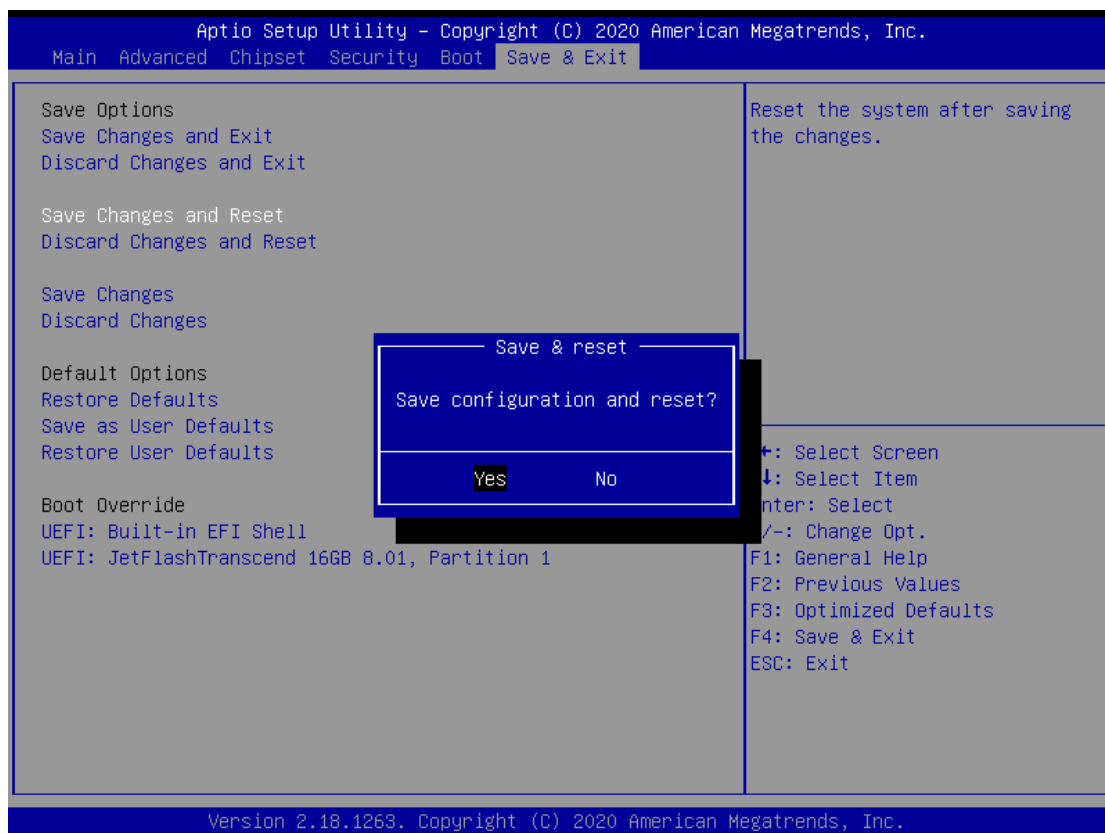 Aptio Setup Utility – Copyright (C) 2020 American Megatrends, Inc.
Main Advanced Chipset Security Boot Save & Exit
Save Options
Save Changes and Exit
Discard Changes and Exit
Save Changes and Reset
Discard Changes and Reset
Save Changes
Discard Changes
Default Options
Restore Defaults
Save as User Defaults
Restore User Defaults
Boot Override
UEFI: Built-in EFI Shell
UEFI: JetFlashTranscend 16GB 8.01, Partition 1
Save & reset
Save configuration and reset?
Yes No
Reset the system after saving
the changes.
: Select Screen
: Select Item
nter: Select
/-: Change Opt.
F1: General Help
F2: Previous Values
F3: Optimized Defaults
F4: Save & Exit
ESC: Exit
Version 2.18.1263. Copyright (C) 2020 American Megatrends, Inc.